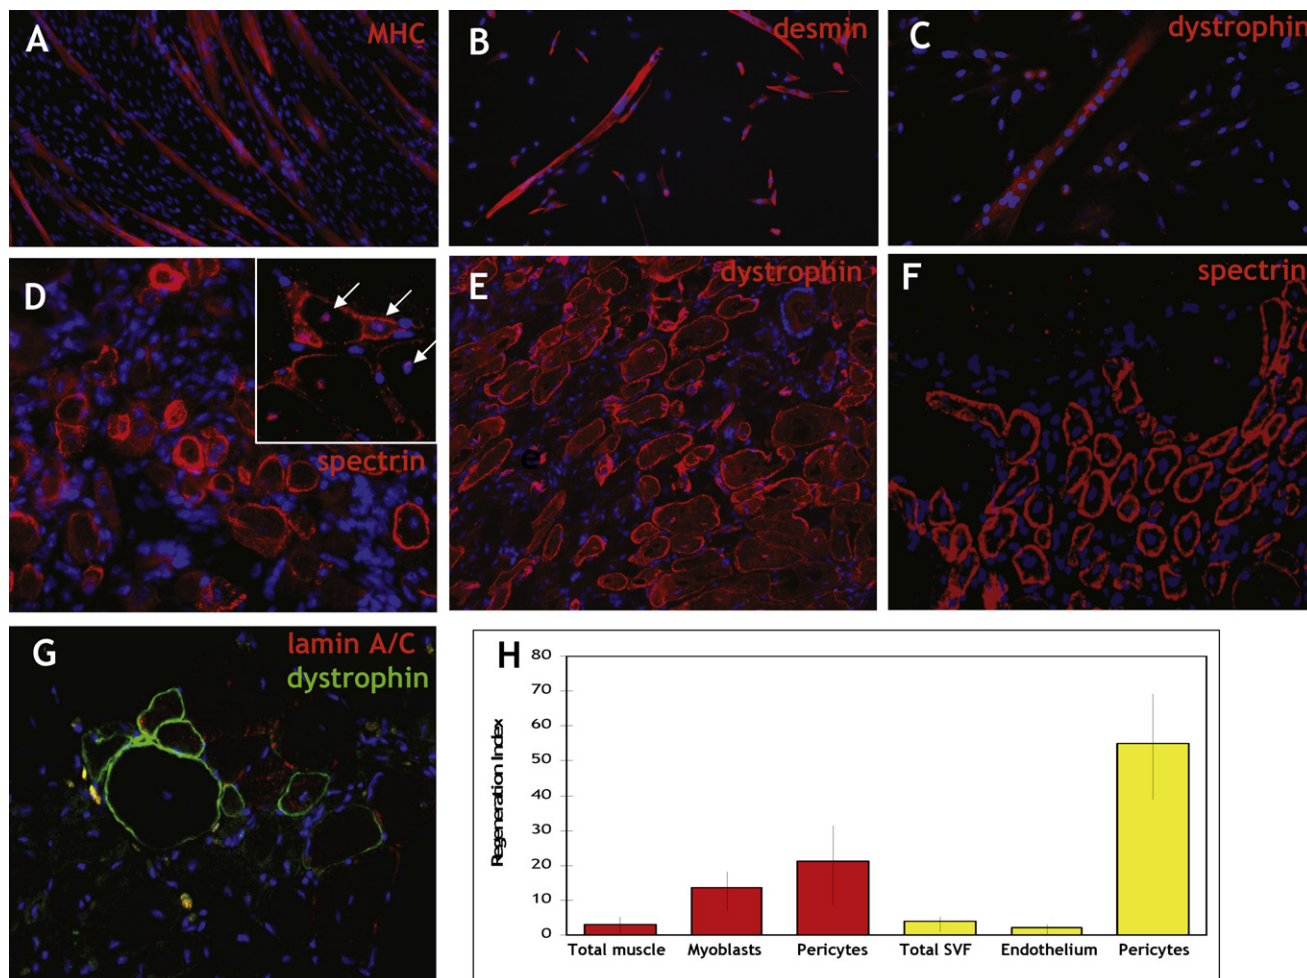 A
MHC
B
desmin
C
dystrophin
D
spectrin
E
dystrophin
e
F
spectrin
G
lamin A/C
dystrophin
H
Regeneration Index
80
70
60
50
40
30
20
10
0
Total muscle
Myoblasts
Pericytes
Total SVF
Endothelium
Pericytes